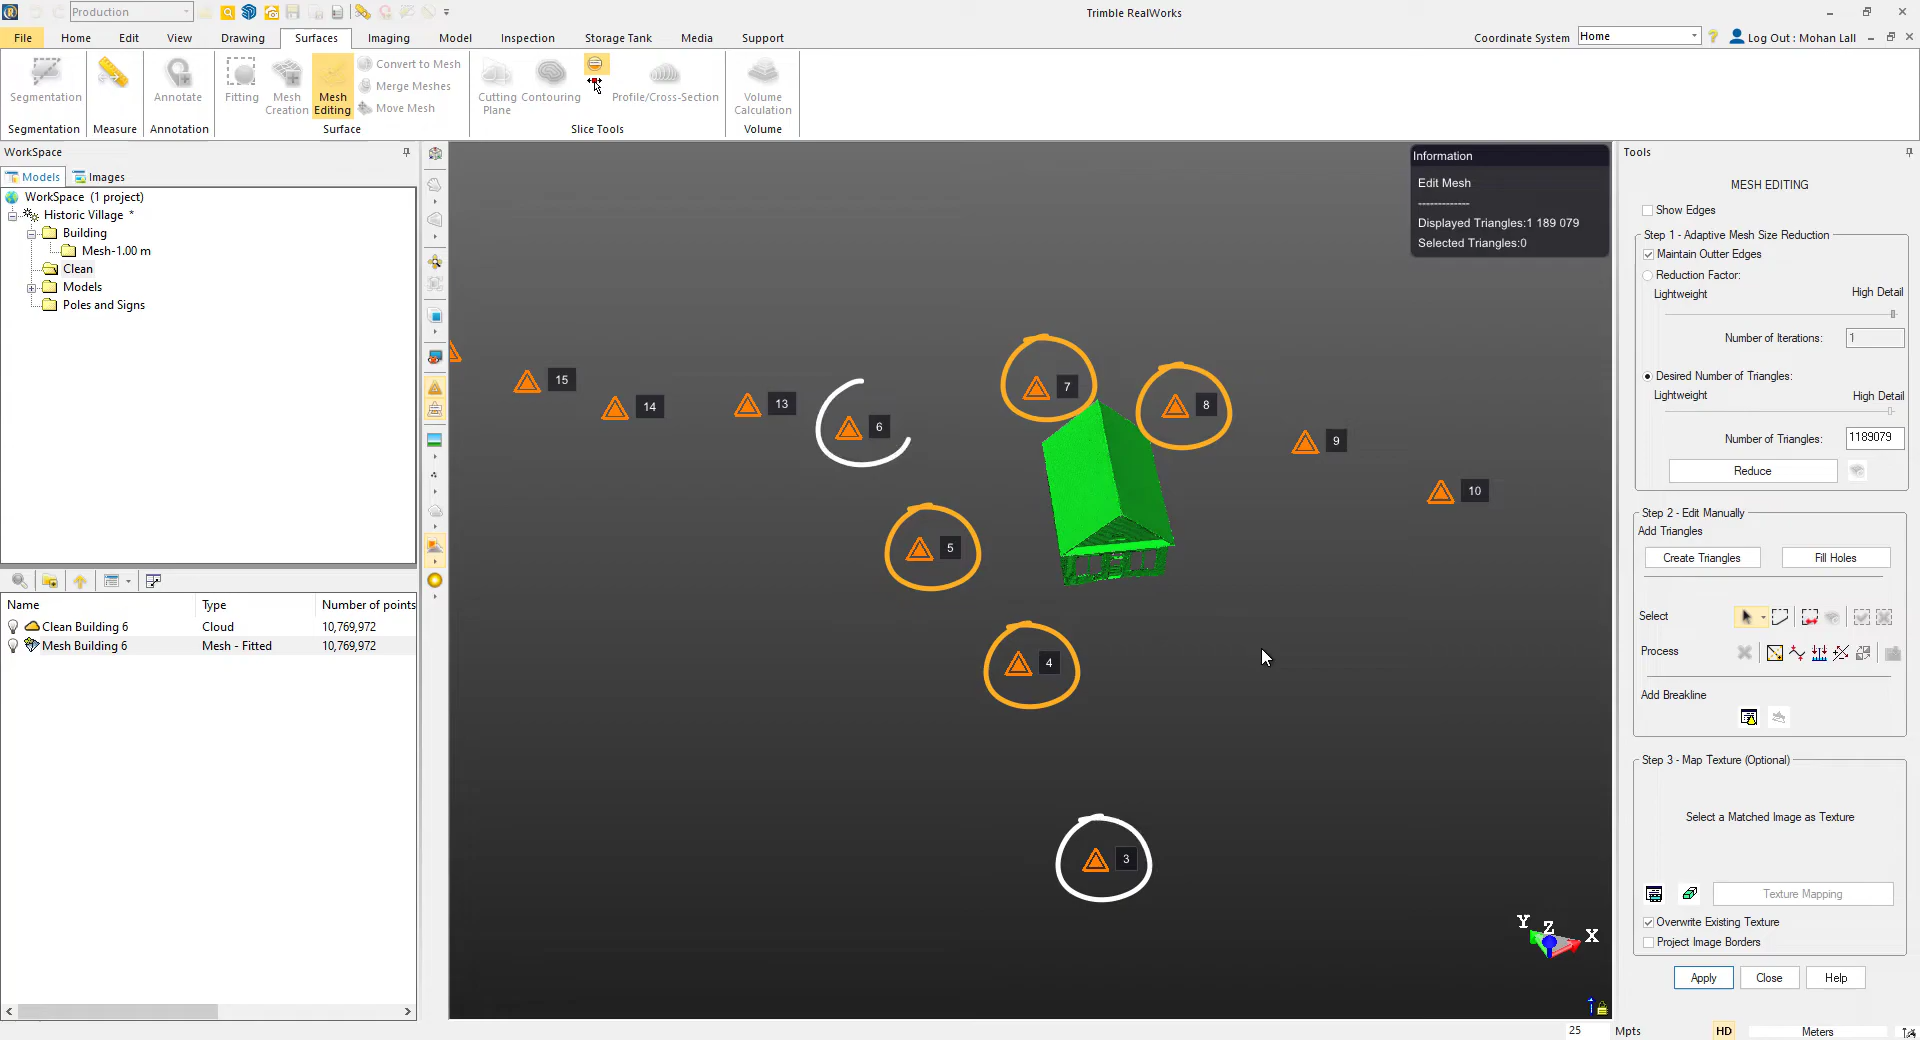 Production
Trimble RealWorks
File Home Edit View Drawing Surfaces Imaging Model Inspection Storage Tank Media Support
Coordinate System Home ? Log Out : Mohan Lall
Segmentation
Segmentation
Measure
Annotate
Annotation
Fitting
Mesh
Creation
Mesh
Editing
Convert to Mesh
Merge Meshes
Move Mesh
Surface
Cutting
Plane
Contouring
Profile/Cross-Section
Slice Tools
Volume
Calculation
Volume
WorkSpace
Models Images
WorkSpace (1 project)
Historic Village *
Building
Mesh-1.00 m
Clean
Models
Poles and Signs
Name Type Number of points
Clean Building 6 Cloud 10,769,972
Mesh Building 6 Mesh - Fitted 10,769,972
Information
Edit Mesh
-------------
Displayed Triangles:1 189 079
Selected Triangles:0
15
14
13
6
7
8
9
10
5
4
3
Y Z X
Tools
MESH EDITING
Show Edges
Step 1 - Adaptive Mesh Size Reduction
Maintain Outter Edges
Reduction Factor:
Lightweight High Detail
Number of Iterations: 1
Desired Number of Triangles:
Lightweight High Detail
Number of Triangles: 1189079
Reduce
Step 2 - Edit Manually
Add Triangles
Create Triangles Fill Holes
Select
Process
Add Breakline
Step 3 - Map Texture (Optional)
Select a Matched Image as Texture
Texture Mapping
Overwrite Existing Texture
Project Image Borders
Apply Close Help
25 Mpts HD Meters